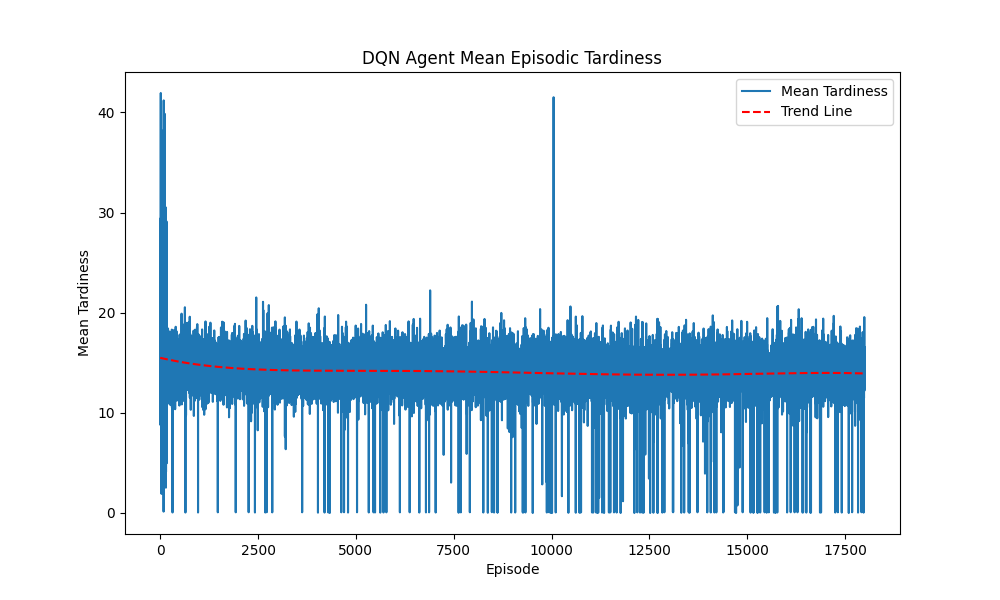 DQN Agent Mean Episodic Tardiness
Mean Tardiness
Trend Line
40
30
20
10
0
Mean Tardiness
0
2500
5000
7500
10000
12500
15000
17500
Episode